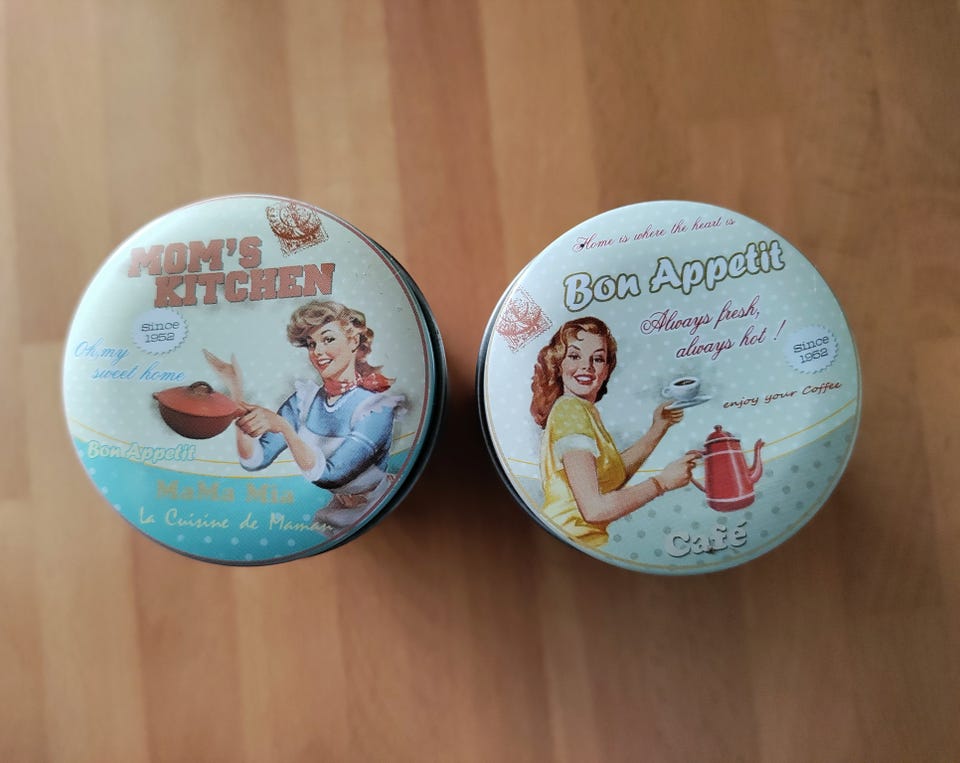 MOM'S
KITCHEN
Since
1952
Oh,my
sweet home
Bon Appetit
MaMa Mia
La Cuisine de Maman
Home is where the heart is
Bon Appetit
Always fresh,
always hot !
Since
1952
enjoy your Coffee
Café